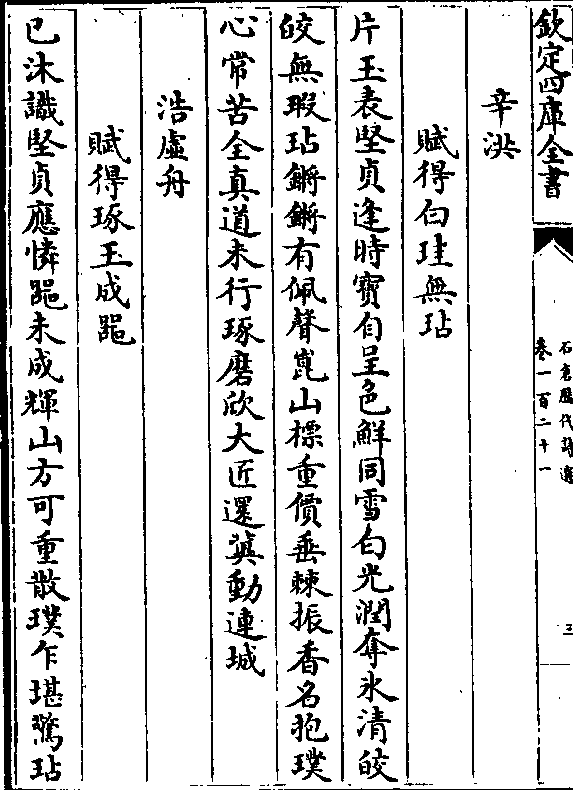 欽定四庫全書
石倉歷代詩選
卷一百二十一
三
辛洪
賦得白珪無玷
片玉表堅貞逢時寶自呈色鮮同雪白光潤奪氷清皎
皎無瑕玷鏘鏘有佩聲崑山標重價垂棘振香名抱璞
心常苦全真道未行琢磨欣大匠還冀動連城
浩虛舟
賦得琢玉成器
已沐識堅貞應憐器未成輝山方可重散璞乍堪驚玷